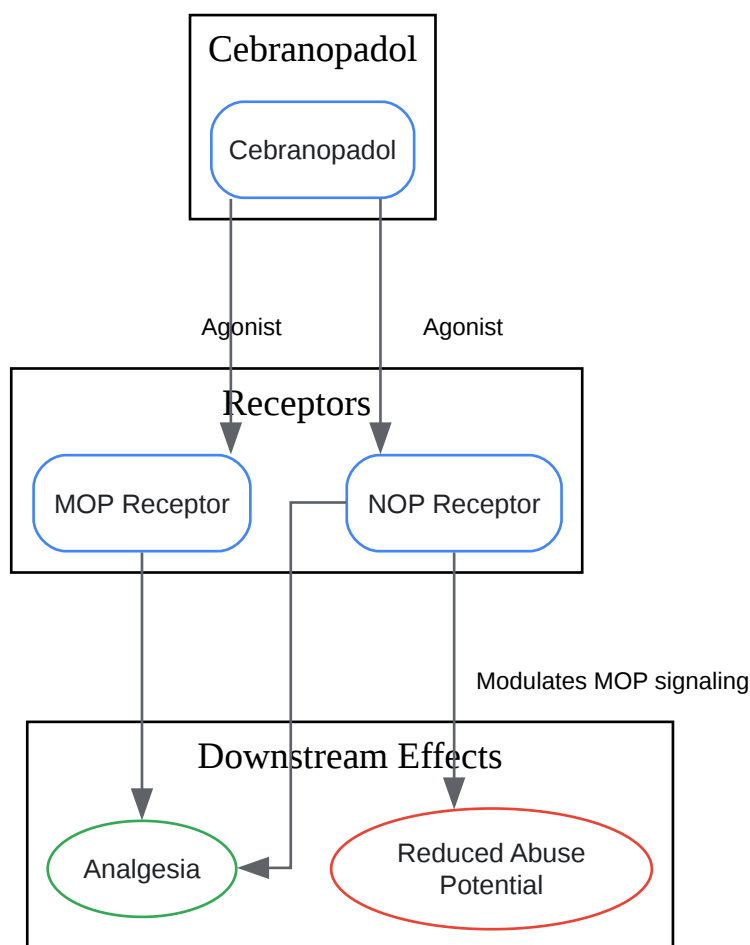 Cebranopadol
Cebranopadol
Agonist
Agonist
Receptors
MOP Receptor
NOP Receptor
Modulates MOP signaling
Downstream Effects
Analgesia
Reduced Abuse
Potential